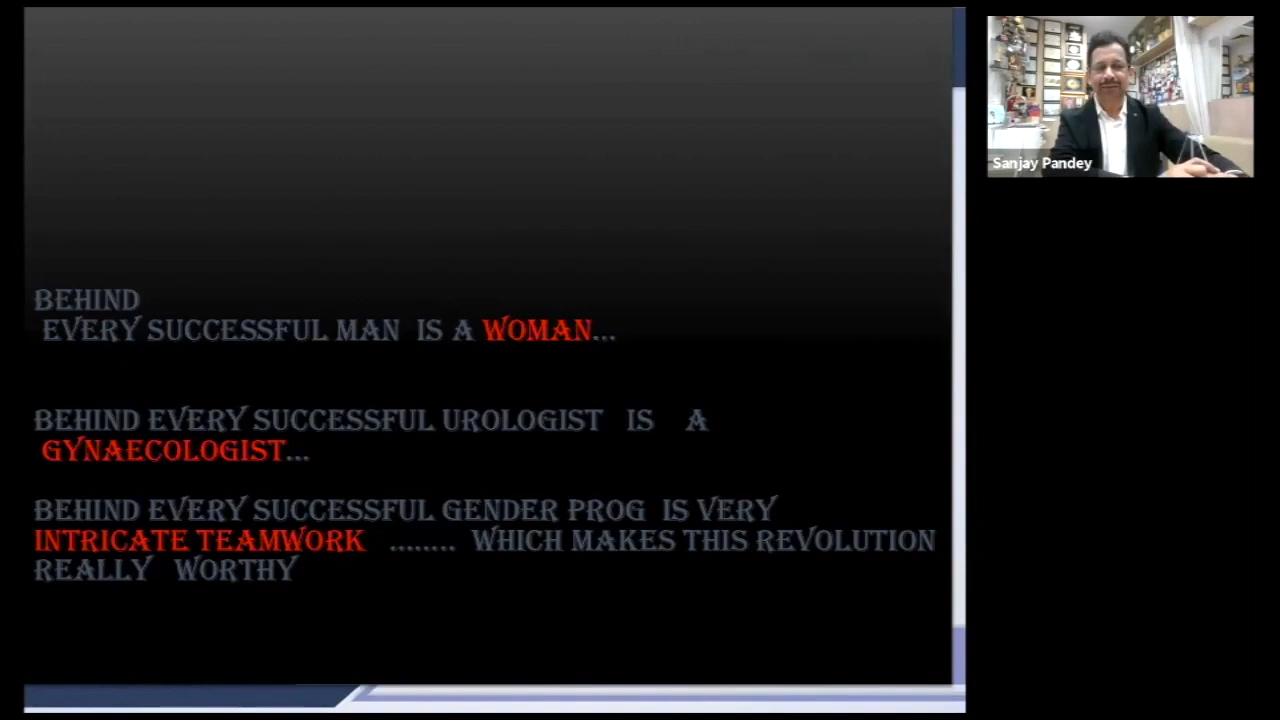 BEHIND
EVERY SUCCESSFUL MAN IS A WOMAN...
BEHIND EVERY SUCCESSFUL UROLOGIST IS A
GYNAECOLOGIST...
BEHIND EVERY SUCCESSFUL GENDER PROG IS VERY
INTRICATE TEAMWORK ........ WHICH MAKES THIS REVOLUTION
REALLY WORTHY
Sanjay Pandey